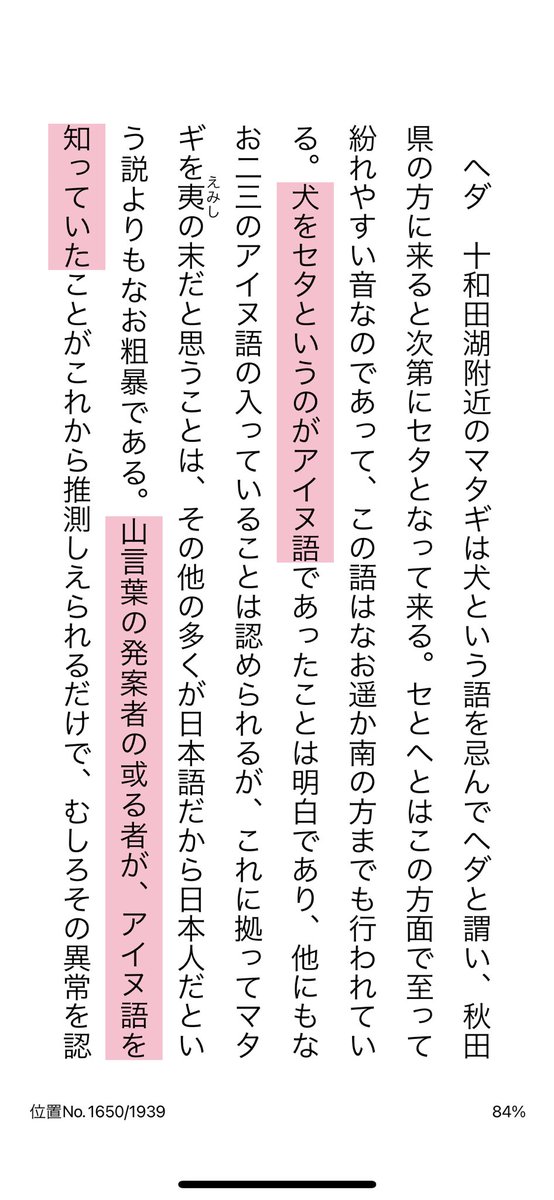 ヘダ　十和田湖附近のマタギは犬という語を忌んでヘダと謂い、秋田
県の方に来ると次第にセタとなって来る。セとヘとはこの方面で至って
紛れやすい音なのであって、この語はなお遥か南の方までも行われてい
る。犬をセタというのがアイヌ語であったことは明白であり、他にもな
お二三のアイヌ語の入っていることは認められるが、これに拠ってマタ
ギを夷の末だと思うことは、その他の多くが日本語だから日本人だとい
えみし
う説よりもなお粗暴である。山言葉の発案者の或る者が、アイヌ語を
知っていたことがこれから推測しえられるだけで、むしろその異常を認
位置No. 1650/1939
84%